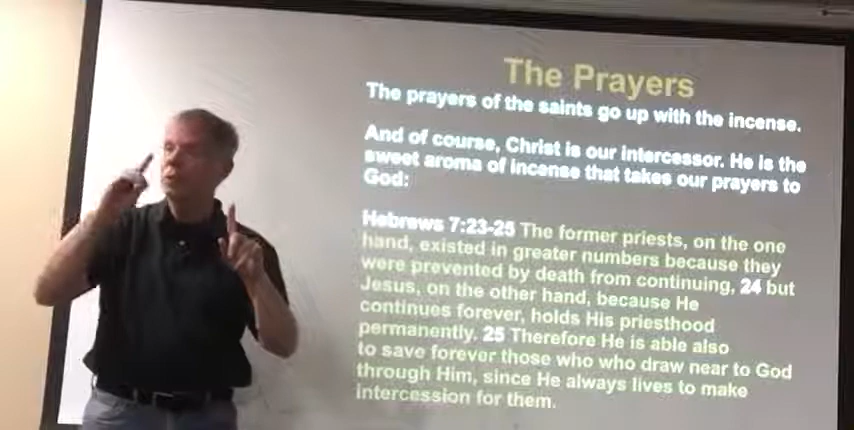 The Prayers
The prayers of the saints go up with the incense.
And of course, Christ is our intercessor. He is the
sweet aroma of incense that takes our prayers to
God:
Hebrews 7:23-25 The former priests, on the one
hand, existed in greater numbers because they
were prevented by death from continuing, 24 but
Jesus, on the other hand, because He
continues forever, holds His priesthood
permanently. 25 Therefore He is able also
to save forever those who who draw near to God
through Him, since He always lives to make
intercession for them.